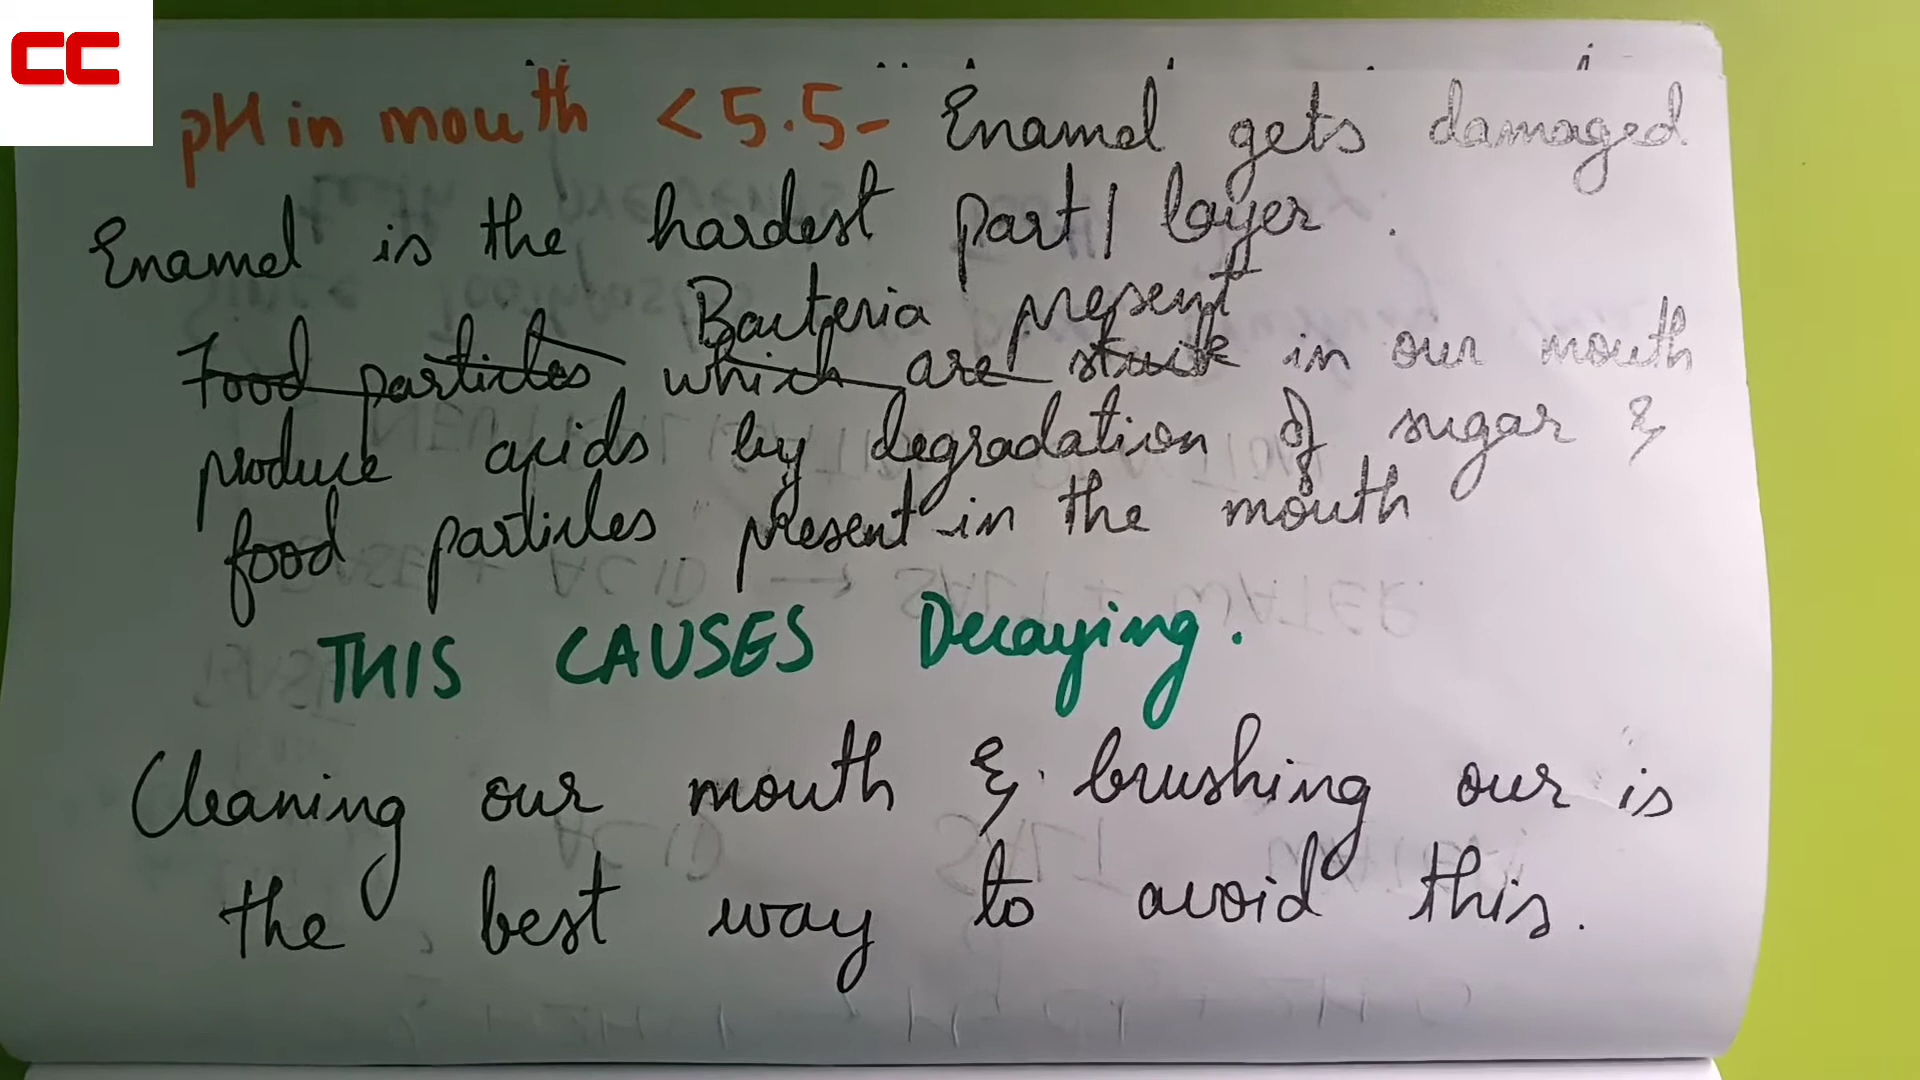 CC
pH in mouth < 5.5- Enamel gets damaged
Enamel is the hardest part/ layer.
Bacteria present
Food particles which are stuck in our mouth
produce acids by degradation of sugar &
food particles present in the mouth
THIS CAUSES Decaying.
Cleaning our mouth & brushing our is
the best way to avoid this.